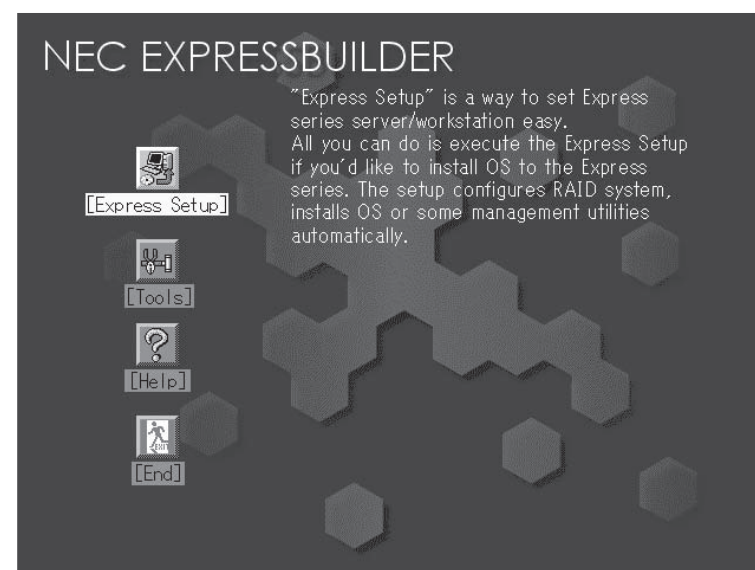 NEC EXPRESSBUILDER
"Express Setup" is a way to set Express
series server/workstation easy.
All you can do is execute the Express Setup
if you'd like to install OS to the Express
series. The setup configures RAID system,
installs OS or some management utilities
automatically.
[Express Setup]
[Tools]
[Help]
EXIT
[End]